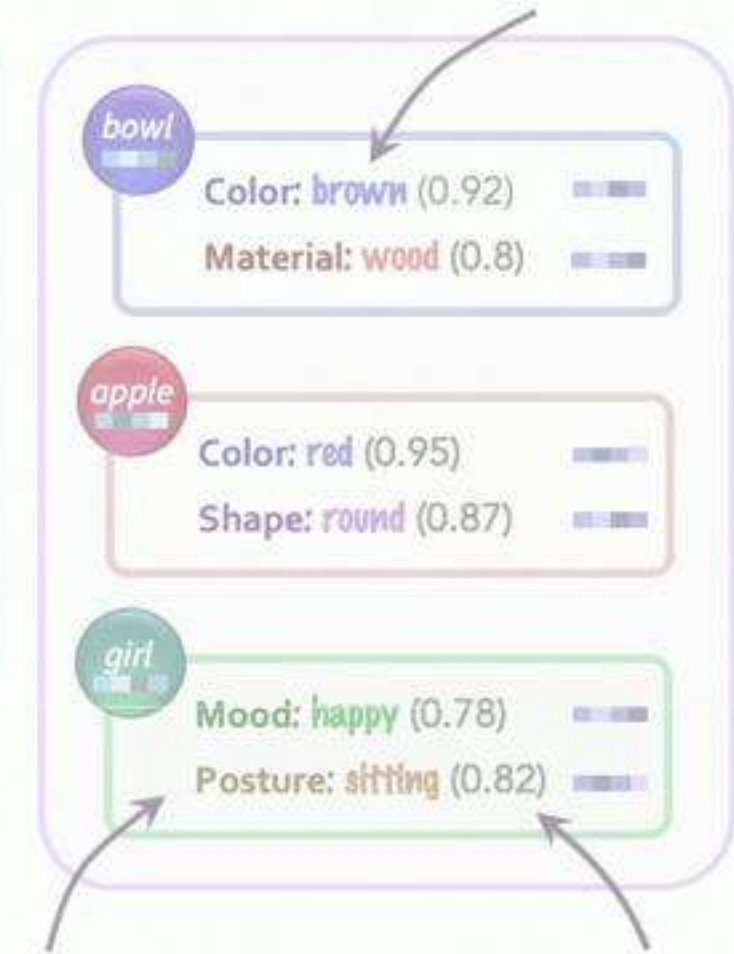 bowl
Color: brown (0.92)
Material: wood (0.8)
apple
Color: red (0.95)
Shape: round (0.87)
girl
Mood: happy (0.78)
Posture: sitting (0.82)